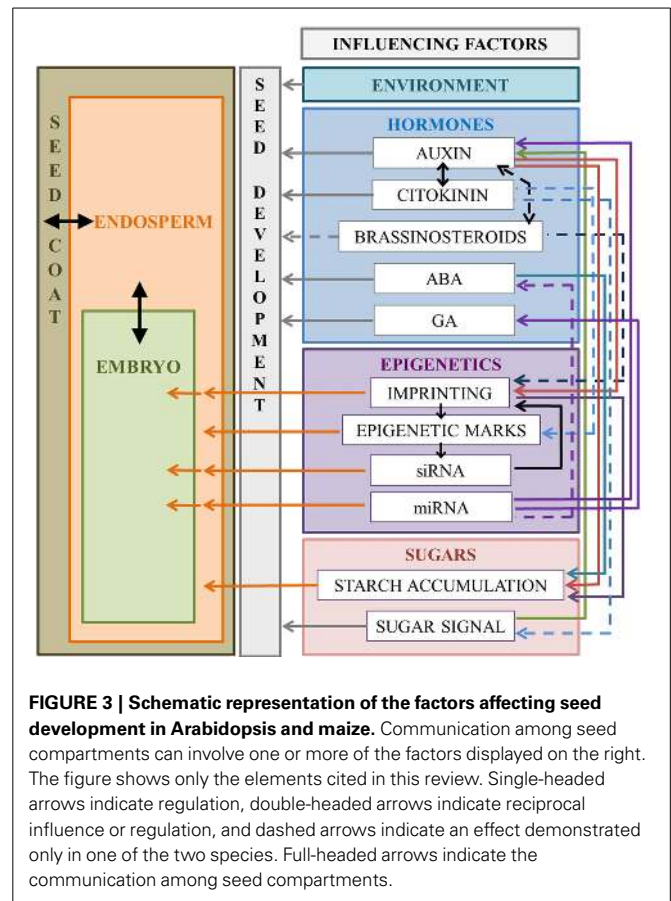 INFLUENCING FACTORS
SEED COAT
ENDOSPERM
EMBRYO
SEED DEVELOPMENT
ENVIRONMENT
HORMONES
AUXIN
CITOKININ
BRASSINOSTEROIDS
ABA
GA
EPIGENETICS
IMPRINTING
EPIGENETIC MARKS
siRNA
miRNA
SUGARS
STARCH ACCUMULATION
SUGAR SIGNAL
FIGURE 3 | Schematic representation of the factors affecting seed
development in Arabidopsis and maize. Communication among seed
compartments can involve one or more of the factors displayed on the right.
The figure shows only the elements cited in this review. Single-headed
arrows indicate regulation, double-headed arrows indicate reciprocal
influence or regulation, and dashed arrows indicate an effect demonstrated
only in one of the two species. Full-headed arrows indicate the
communication among seed compartments.